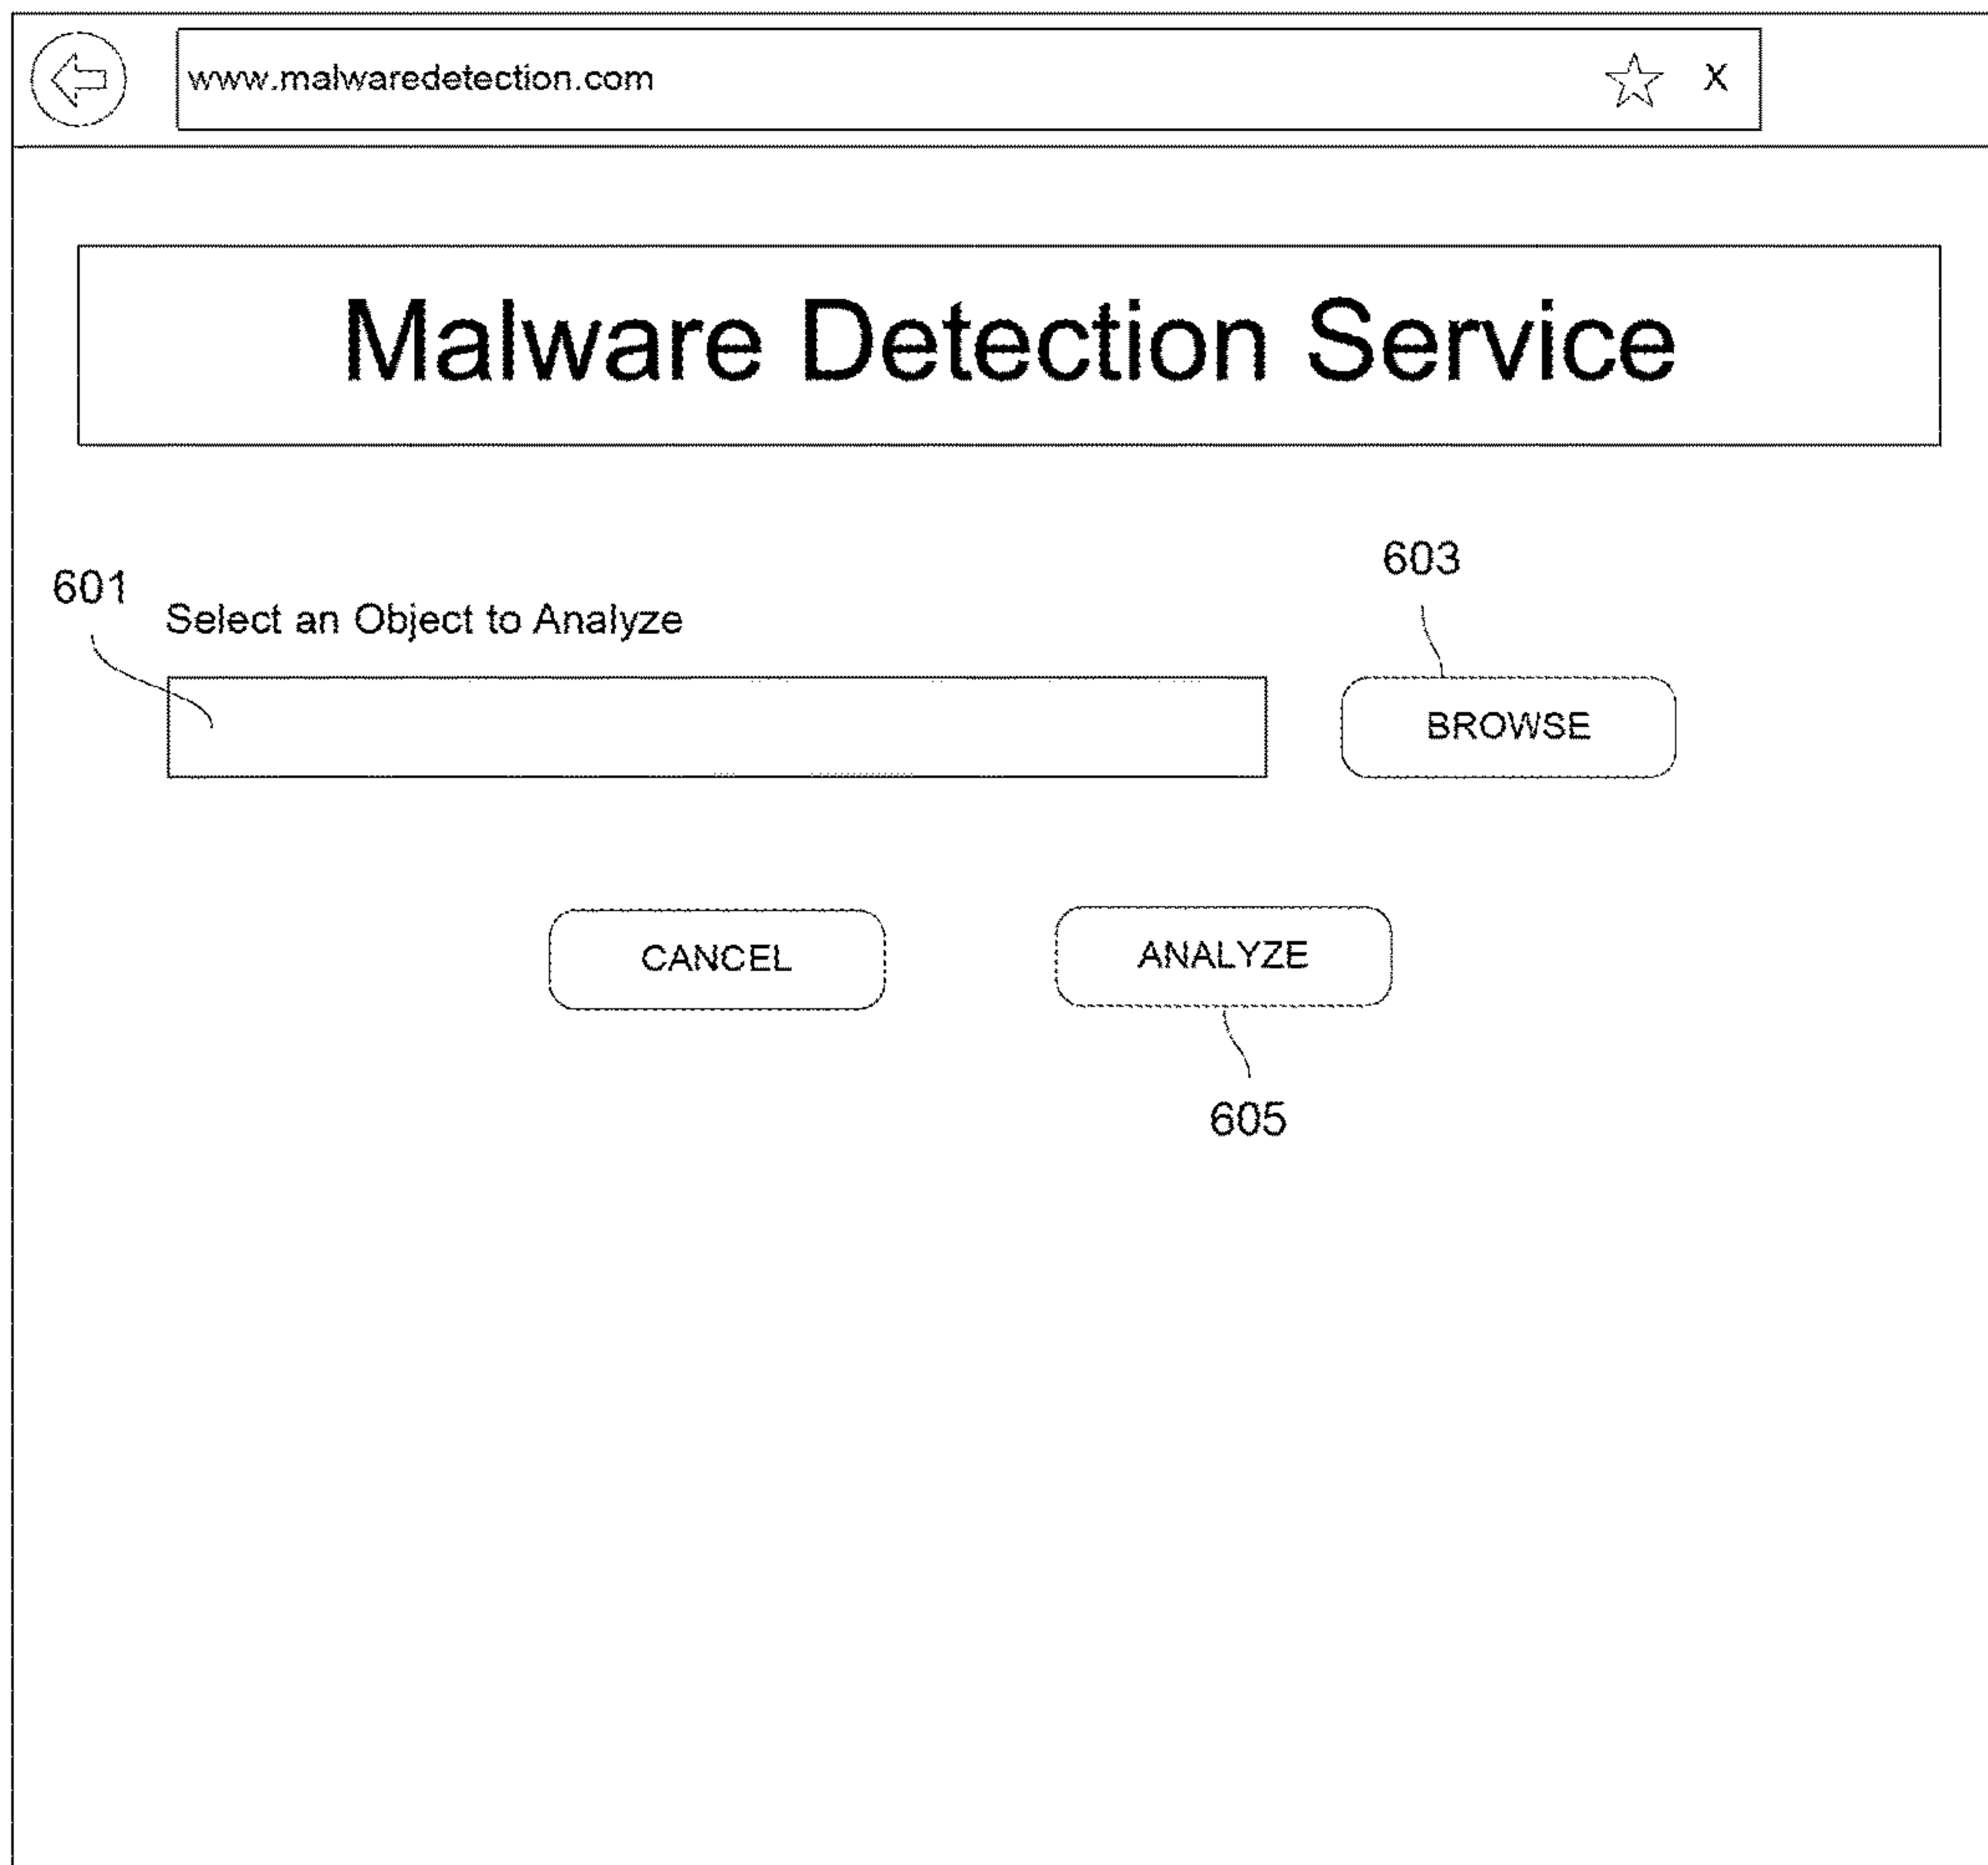 www.malwaredetection.com X
Malware Detection Service
603
601
Select an Object to Analyze
BROWSE
CANCEL
ANALYZE
605